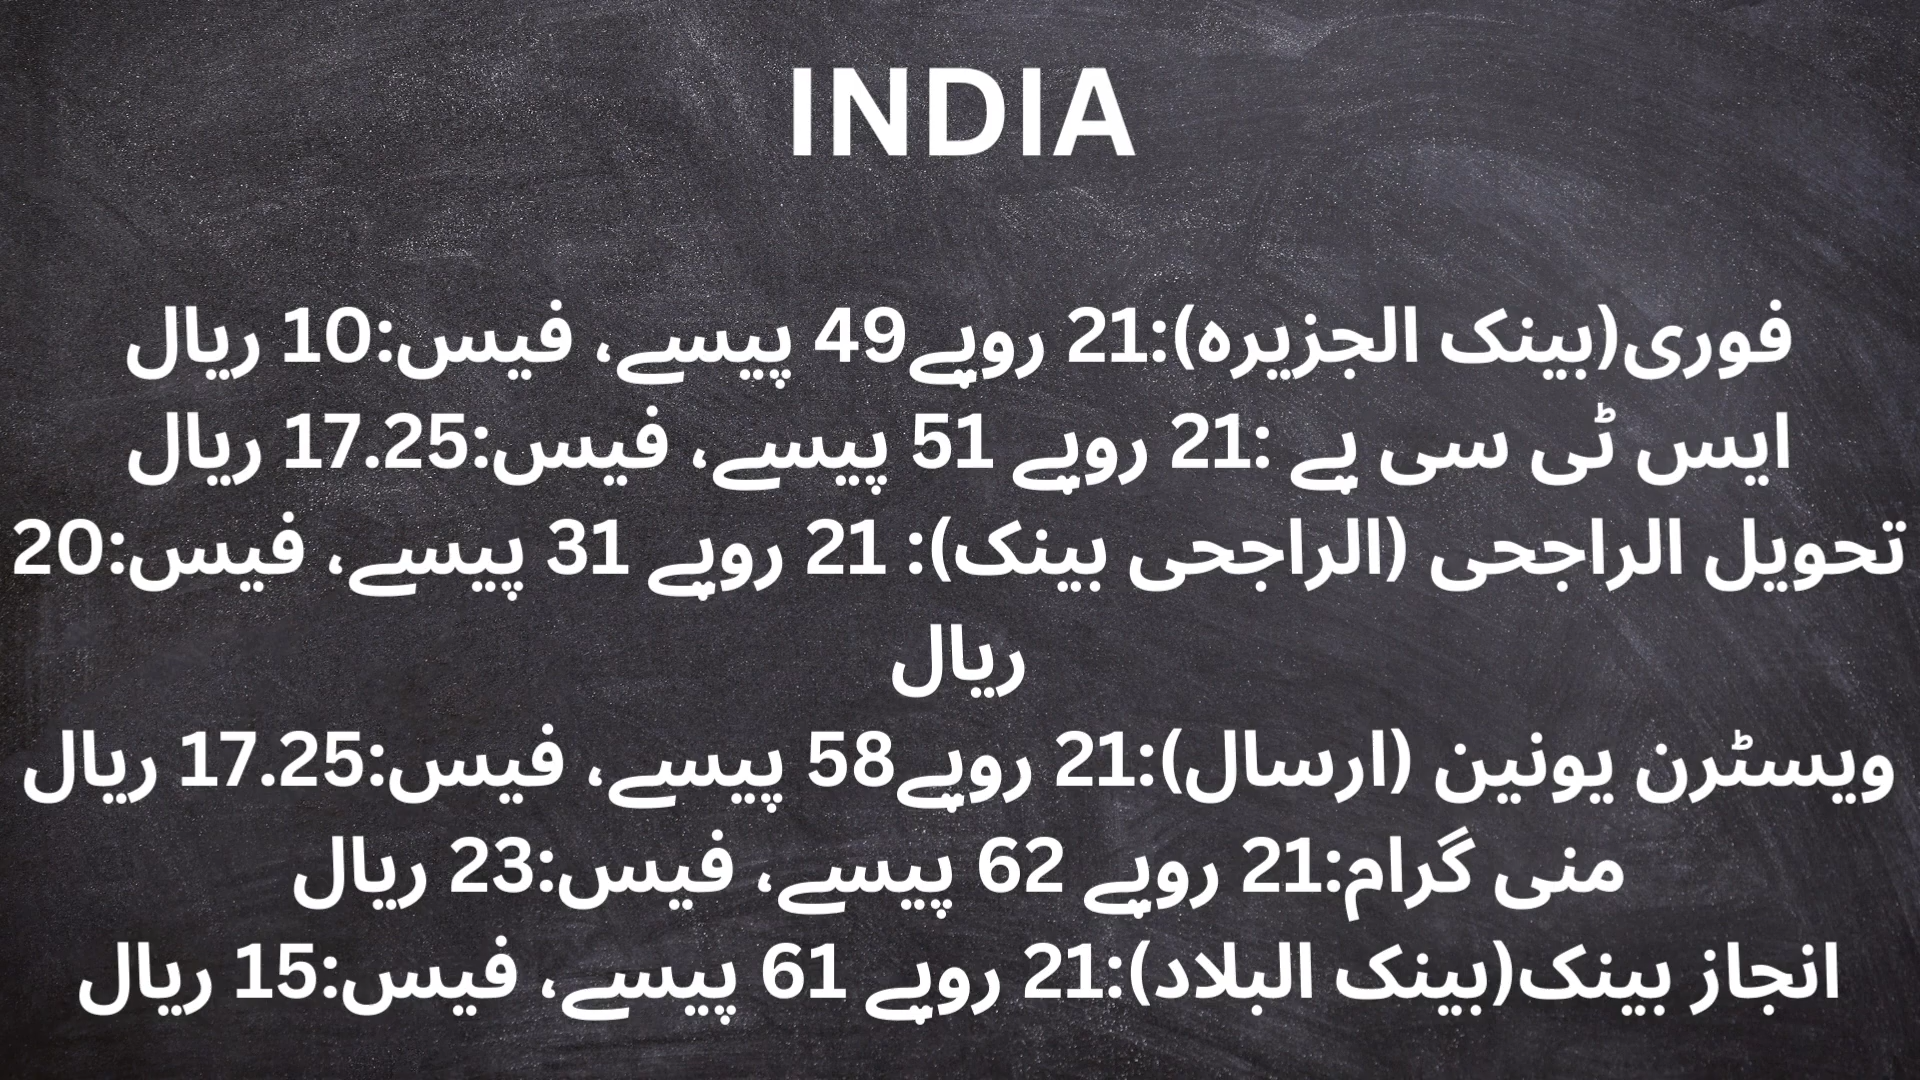 INDIA
فوری(بینک الجزیرہ):21 روپے49 پیسے، فیس:10 ریال
ایس ٹی سی پے :21 روپے 51 پیسے، فیس:17.25 ریال
تحویل الراجحی (الراجحی بینک): 21 روپے 31 پیسے، فیس:20
ریال
ویسٹرن یونین (ارسال):21 روپے58 پیسے، فیس:17.25 ریال
منی گرام:21 روپے 62 پیسے، فیس:23 ریال
انجاز بینک(بینک البلاد):21 روپے 61 پیسے، فیس:15 ریال